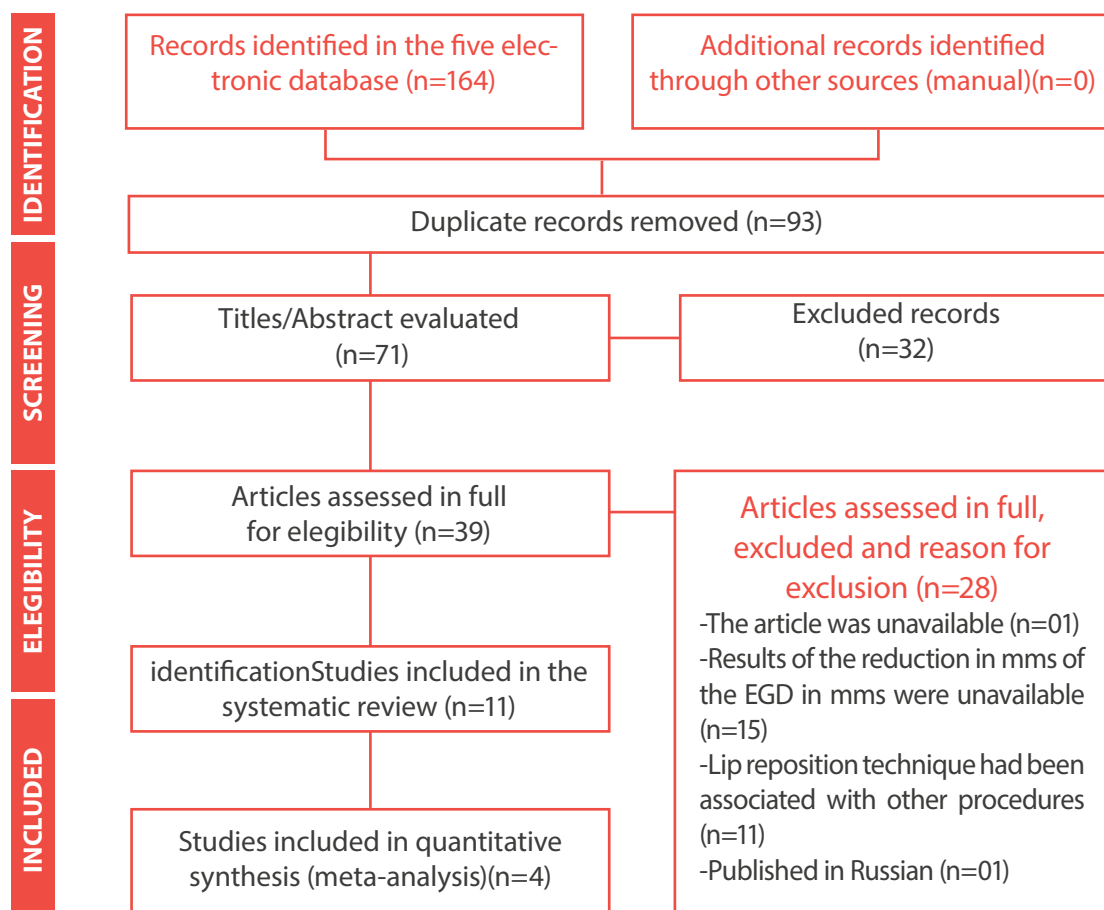 IDENTIFICATION
Records identified in the five elec-
tronic database (n=164)
Additional records identified
through other sources (manual)(n=0)
Duplicate records removed (n=93)
SCREENING
Titles/Abstract evaluated
(n=71)
Excluded records
(n=32)
ELEGIBILITY
Articles assessed in full
for elegibility (n=39)
Articles assessed in full,
excluded and reason for
exclusion (n=28)
-The article was unavailable (n=01)
-Results of the reduction in mms of
the EGD in mms were unavailable
(n=15)
-Lip reposition technique had been
associated with other procedures
(n=11)
-Published in Russian (n=01)
identificationStudies included in the
systematic review (n=11)
INCLUDED
Studies included in quantitative
synthesis (meta-analysis)(n=4)